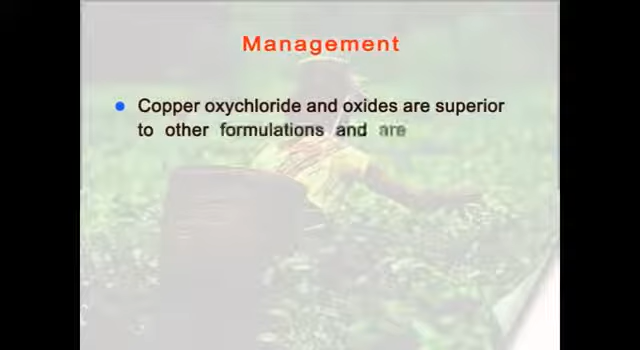 Management
Copper oxychloride and oxides are superior
to other formulations and are